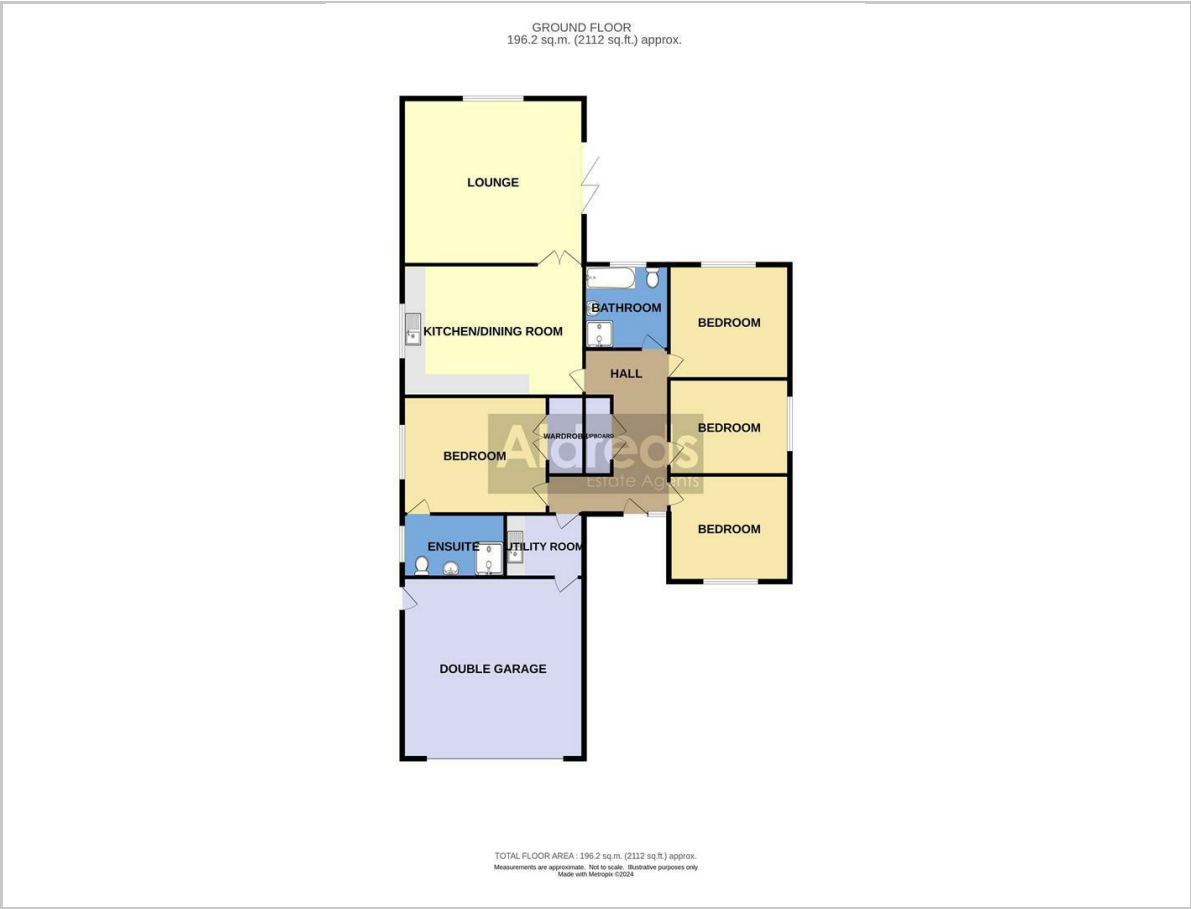 GROUND FLOOR
196.2 sq.m. (2112 sq.ft.) approx.
LOUNGE
BATHROOM
KITCHEN/DINING ROOM
BEDROOM
HALL
WARDROBE
CUPBOARD
BEDROOM
BEDROOM
Aldreds
Estate Agents
BEDROOM
ENSUITE
UTILITY ROOM
DOUBLE GARAGE
TOTAL FLOOR AREA : 196.2 sq.m. (2112 sq.ft.) approx.
Measurements are approximate. Not to scale. Illustrative purposes only
Made with Metropix ©2024